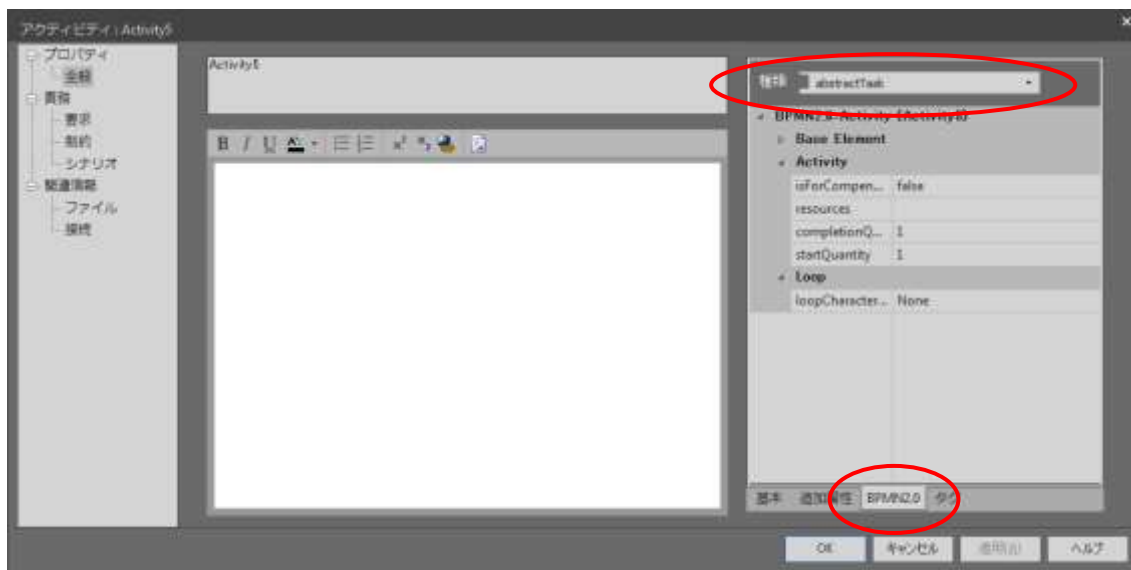 アクティビティ : Activity5
プロパティ
全般
責務
要求
制約
シナリオ
関連情報
ファイル
接続
Activity5
B I U A
種類 abstractTask
BPMN2.0-Activity
Base Element
Activity
isForCompen... false
resources
completionQ... 1
startQuantity 1
Loop
loopCharacter... None
基本 追加属性 BPMN2.0 タグ
OK キャンセル 適用(A) ヘルプ